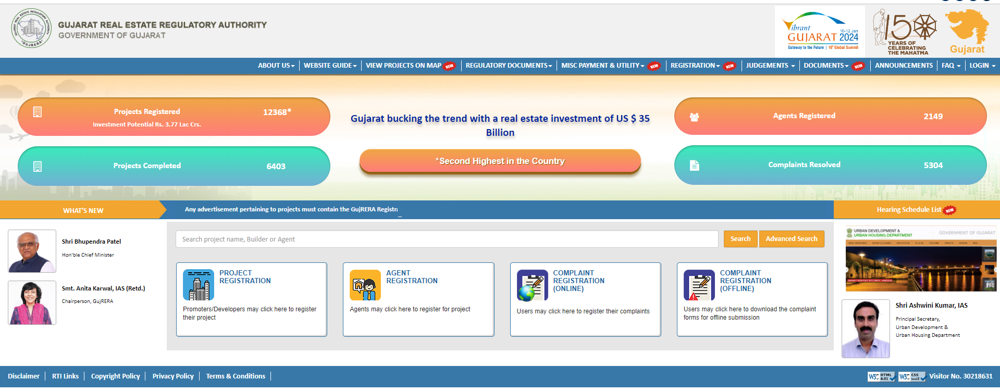 GUJARAT REAL ESTATE REGULATORY AUTHORITY
GOVERNMENT OF GUJARAT
GUJARAT REAL ESTATE REGULATORY AUTHORITY
GUJRERA
Vibrant
10-12 Jan
GUJARAT 2024
Gateway to the Future | 10th Global Summit
150
YEARS OF
CELEBRATING
THE MAHATMA
Gujarat
ABOUT US
WEBSITE GUIDE
VIEW PROJECTS ON MAP NEW
REGULATORY DOCUMENTS
MISC PAYMENT & UTILITY NEW
REGISTRATION NEW
JUDGEMENTS
DOCUMENTS NEW
ANNOUNCEMENTS
FAQ
LOGIN
Projects Registered 12368*
Investment Potential Rs. 3.77 Lac Crs.
Projects Completed 6403
Gujarat bucking the trend with a real estate investment of US $ 35
Billion
*Second Highest in the Country
Agents Registered 2149
Complaints Resolved 5304
WHAT'S NEW
Any advertisement pertaining to projects must contain the GujRERA Registra
Hearing Schedule List NEW
Shri Bhupendra Patel
Hon'ble Chief Minister
Smt. Anita Karwal, IAS (Retd.)
Chairperson, GujRERA
Search project name, Builder or Agent
Search
Advanced Search
PROJECT
REGISTRATION
Promoters/Developers may click here to register
their project
AGENT
REGISTRATION
Agents may click here to register for project
COMPLAINT
REGISTRATION
(ONLINE)
Users may click here to register their complaints
COMPLAINT
REGISTRATION
(OFFLINE)
Users may click here to download the complaint
forms for offline submission
URBAN DEVELOPMENT &
URBAN HOUSING DEPARTMENT
GOVERNMENT OF GUJARAT
Shri Ashwini Kumar, IAS
Principal Secretary,
Urban Development &
Urban Housing Department
Disclaimer
RTI Links
Copyright Policy
Privacy Policy
Terms & Conditions
W3C HTML 4.01
W3C CSS level 2
Visitor No. 30218631